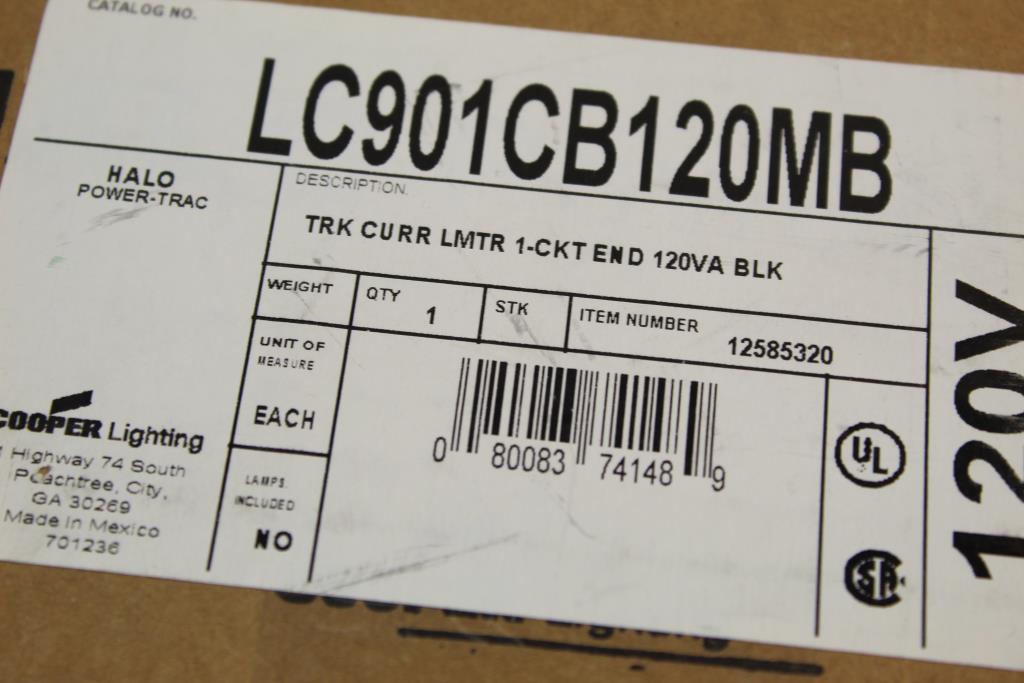 CATALOG NO.
LC901CB120MB
HALO
POWER-TRAC
DESCRIPTION
TRK CURR LMTR 1-CKT END 120VA BLK
WEIGHT
QTY
1
STK
ITEM NUMBER
12585320
UNIT OF
MEASURE
EACH
LAMPS
INCLUDED
NO
0 80083 74148 9
COOPER Lighting
Highway 74 South
Peachtree, City,
GA 30269
Made in Mexico
701236
UL
SA
120V